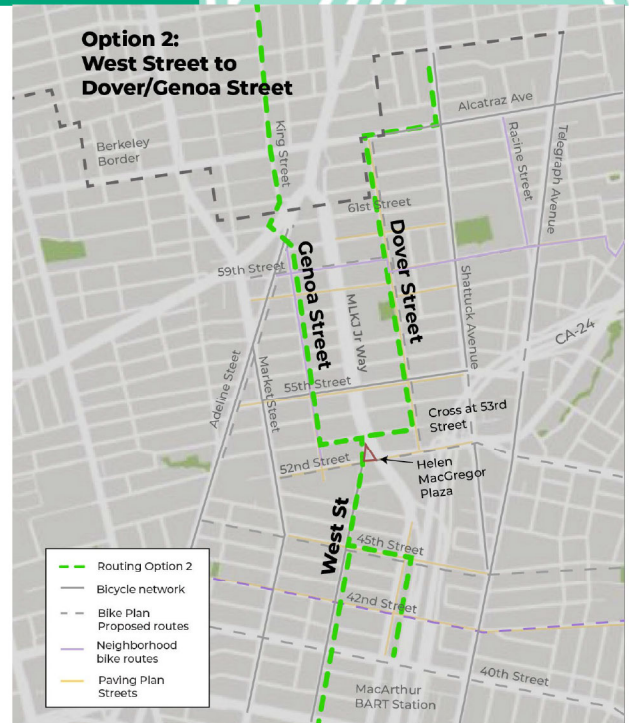 Option 2:
West Street to
Dover/Genoa Street
Alcatraz Ave
Berkeley
Border
King Street
Racine Street
Telegraph Avenue
61st Street
Dover Street
Genoa Street
59th Street
MLKJ Jr Way
Shattuck Avenue
CA-24
Adeline Steet
Market Steet
55th Street
Cross at 53rd
Street
52nd Street
Helen
MacGregor
Plaza
West St
45th Street
42nd Street
40th Street
MacArthur
BART Station
Routing Option 2
Bicycle network
Bike Plan
Proposed routes
Neighborhood
bike routes
Paving Plan
Streets